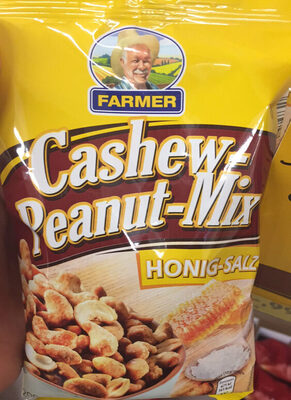 FARMER
Cashew-
Peanut-Mix
HONIG-SALZ